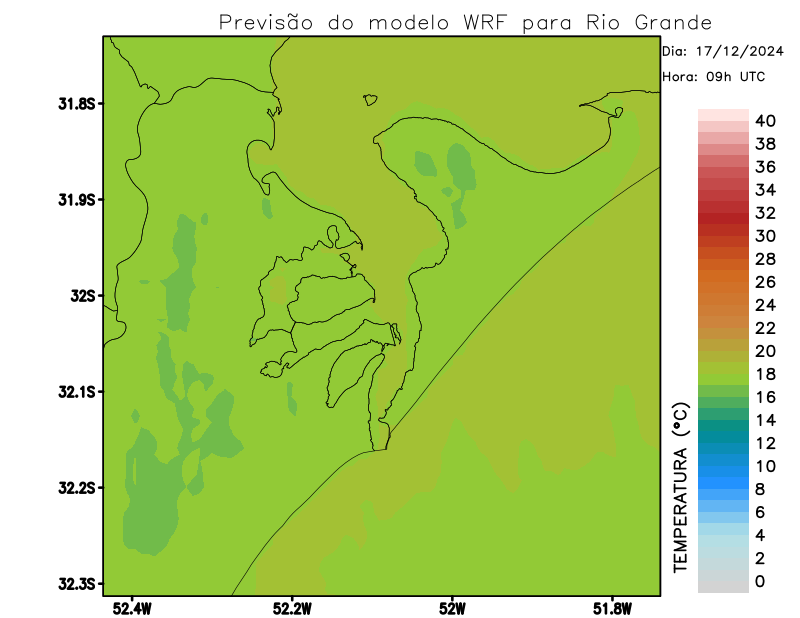 Previsão do modelo WRF para Rio Grande
Dia: 17/12/2024
Hora: 09h UTC
31.8S
31.9S
32S
32.1S
32.2S
32.3S
52.4W
52.2W
52W
51.8W
TEMPERATURA (°C)
40
38
36
34
32
30
28
26
24
22
20
18
16
14
12
10
8
6
4
2
0